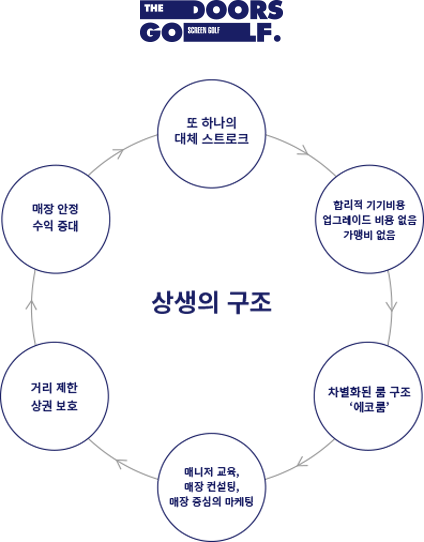 THE DOORS
GOLF.
SCREEN GOLF
또 하나의
대체 스트로크
합리적 기기비용
업그레이드 비용 없음
가맹비 없음
차별화된 룸 구조
‘에코룸’
매니저 교육,
매장 컨설팅,
매장 중심의 마케팅
거리 제한
상권 보호
매장 안정
수익 증대
상생의 구조